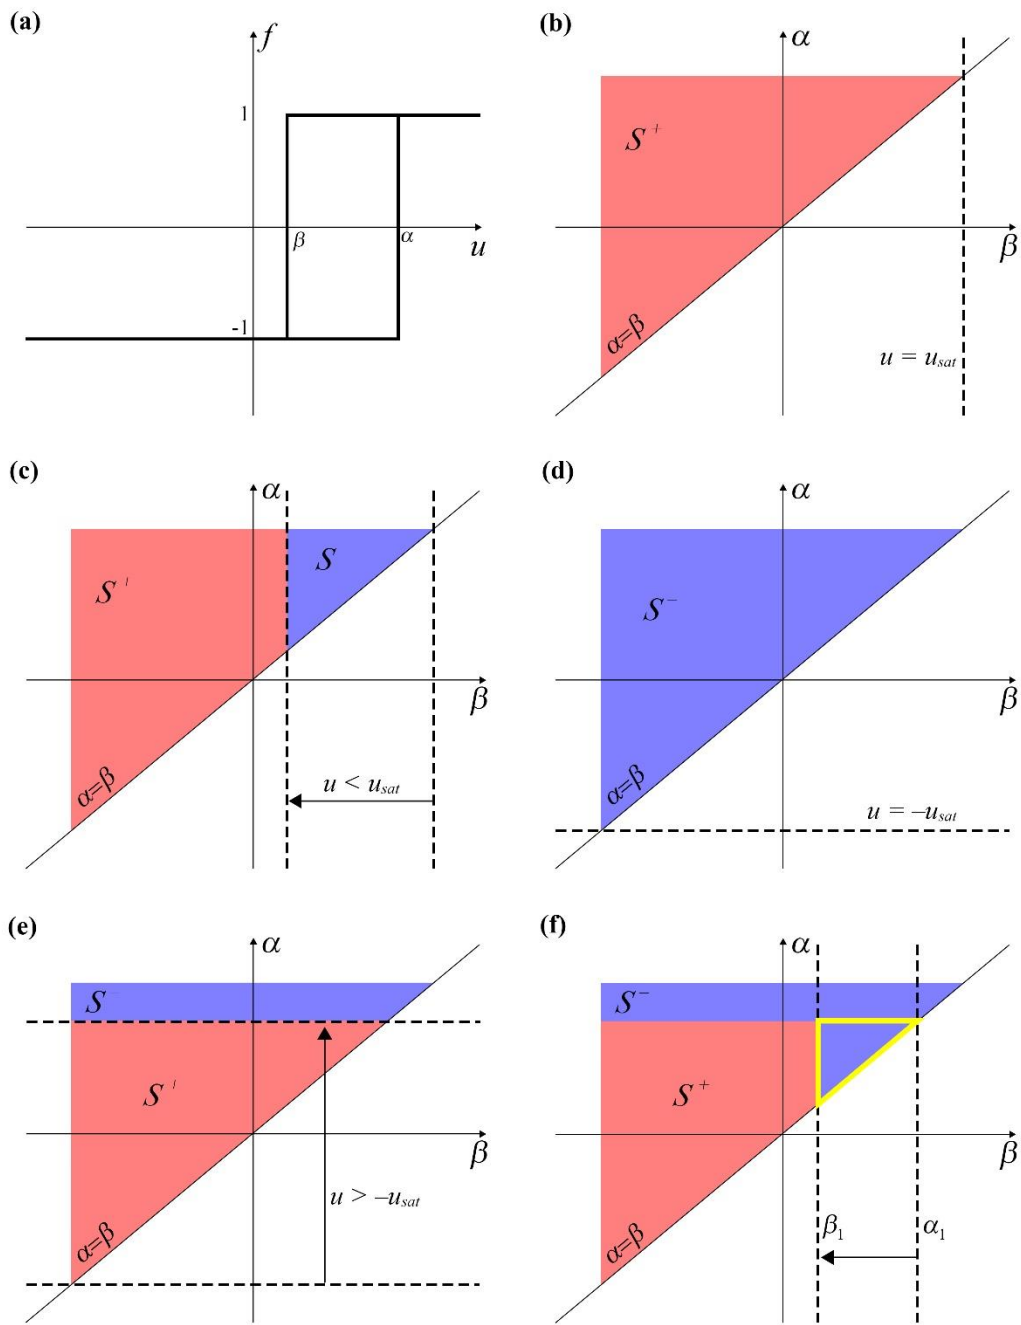 (a)
f
1
β
α
u
-1
(b)
α
S⁺
β
α=β
u = uₛₐₜ
(c)
α
S
S ˈ
β
α=β
u < uₛₐₜ
(d)
α
S⁻
β
α=β
u = –uₛₐₜ
(e)
α
S⁻
S ˈ
β
u > –uₛₐₜ
α=β
(f)
α
S⁻
S⁺
β
β₁
α₁
α=β